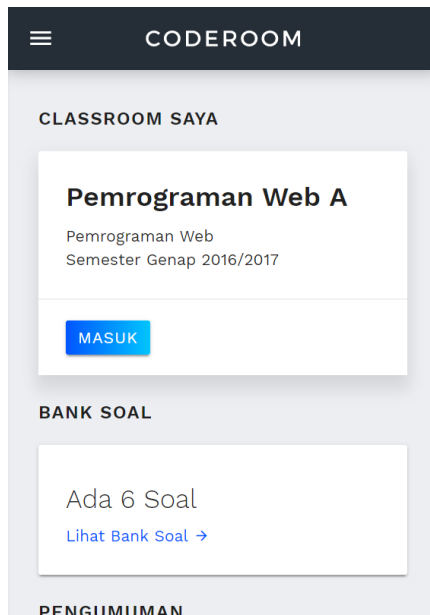 CODEROOM
CLASSROOM SAYA
Pemrograman Web A
Pemrograman Web
Semester Genap 2016/2017
MASUK
BANK SOAL
Ada 6 Soal
Lihat Bank Soal →
PENGUMUMAN